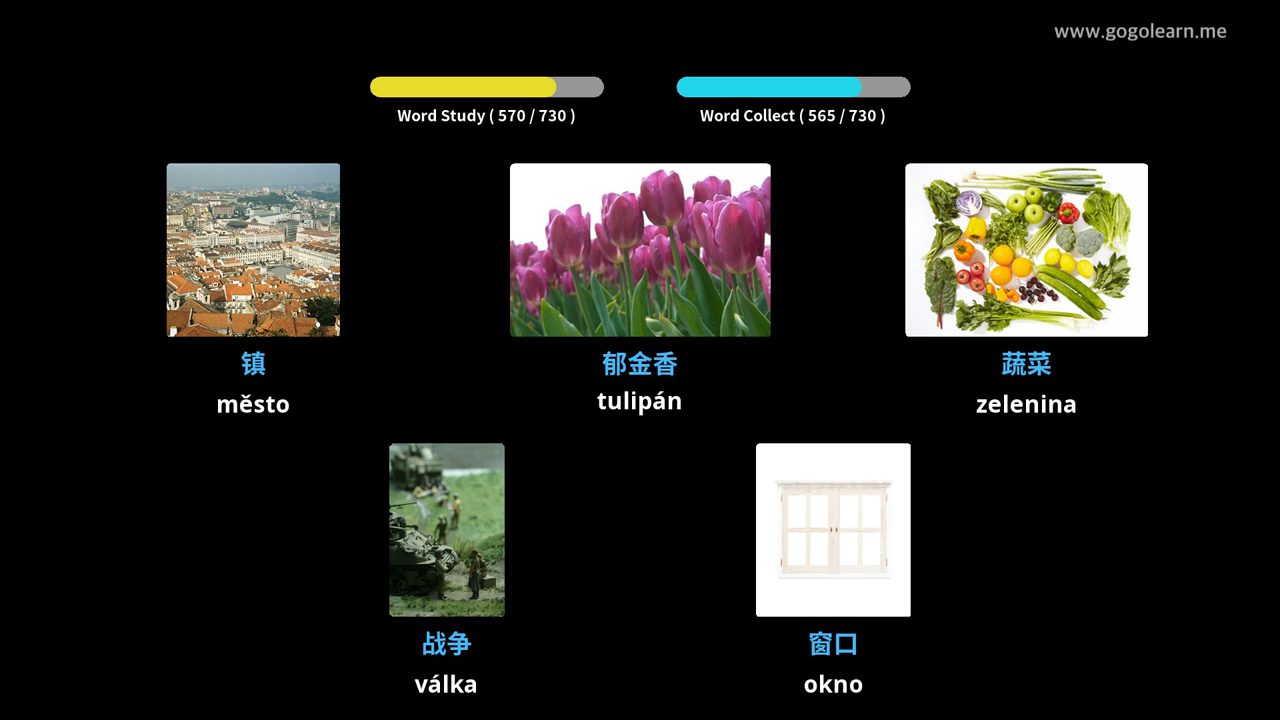 www.gogolearn.me
Word Study ( 570 / 730 )
Word Collect ( 565 / 730 )
镇
město
郁金香
tulipán
蔬菜
zelenina
战争
válka
窗口
okno